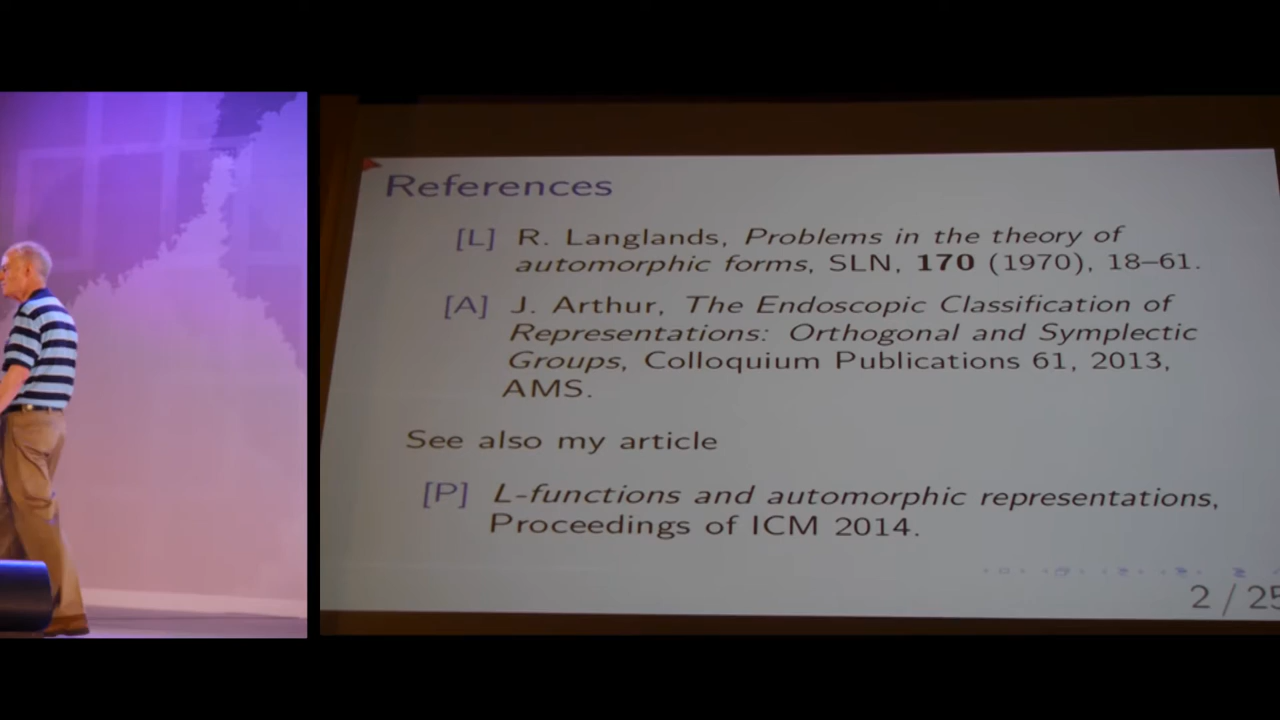 References
[L] R. Langlands, Problems in the theory of
automorphic forms, SLN, 170 (1970), 18–61.
[A] J. Arthur, The Endoscopic Classification of
Representations: Orthogonal and Symplectic
Groups, Colloquium Publications 61, 2013,
AMS.
See also my article
[P] L-functions and automorphic representations,
Proceedings of ICM 2014.
2 / 25